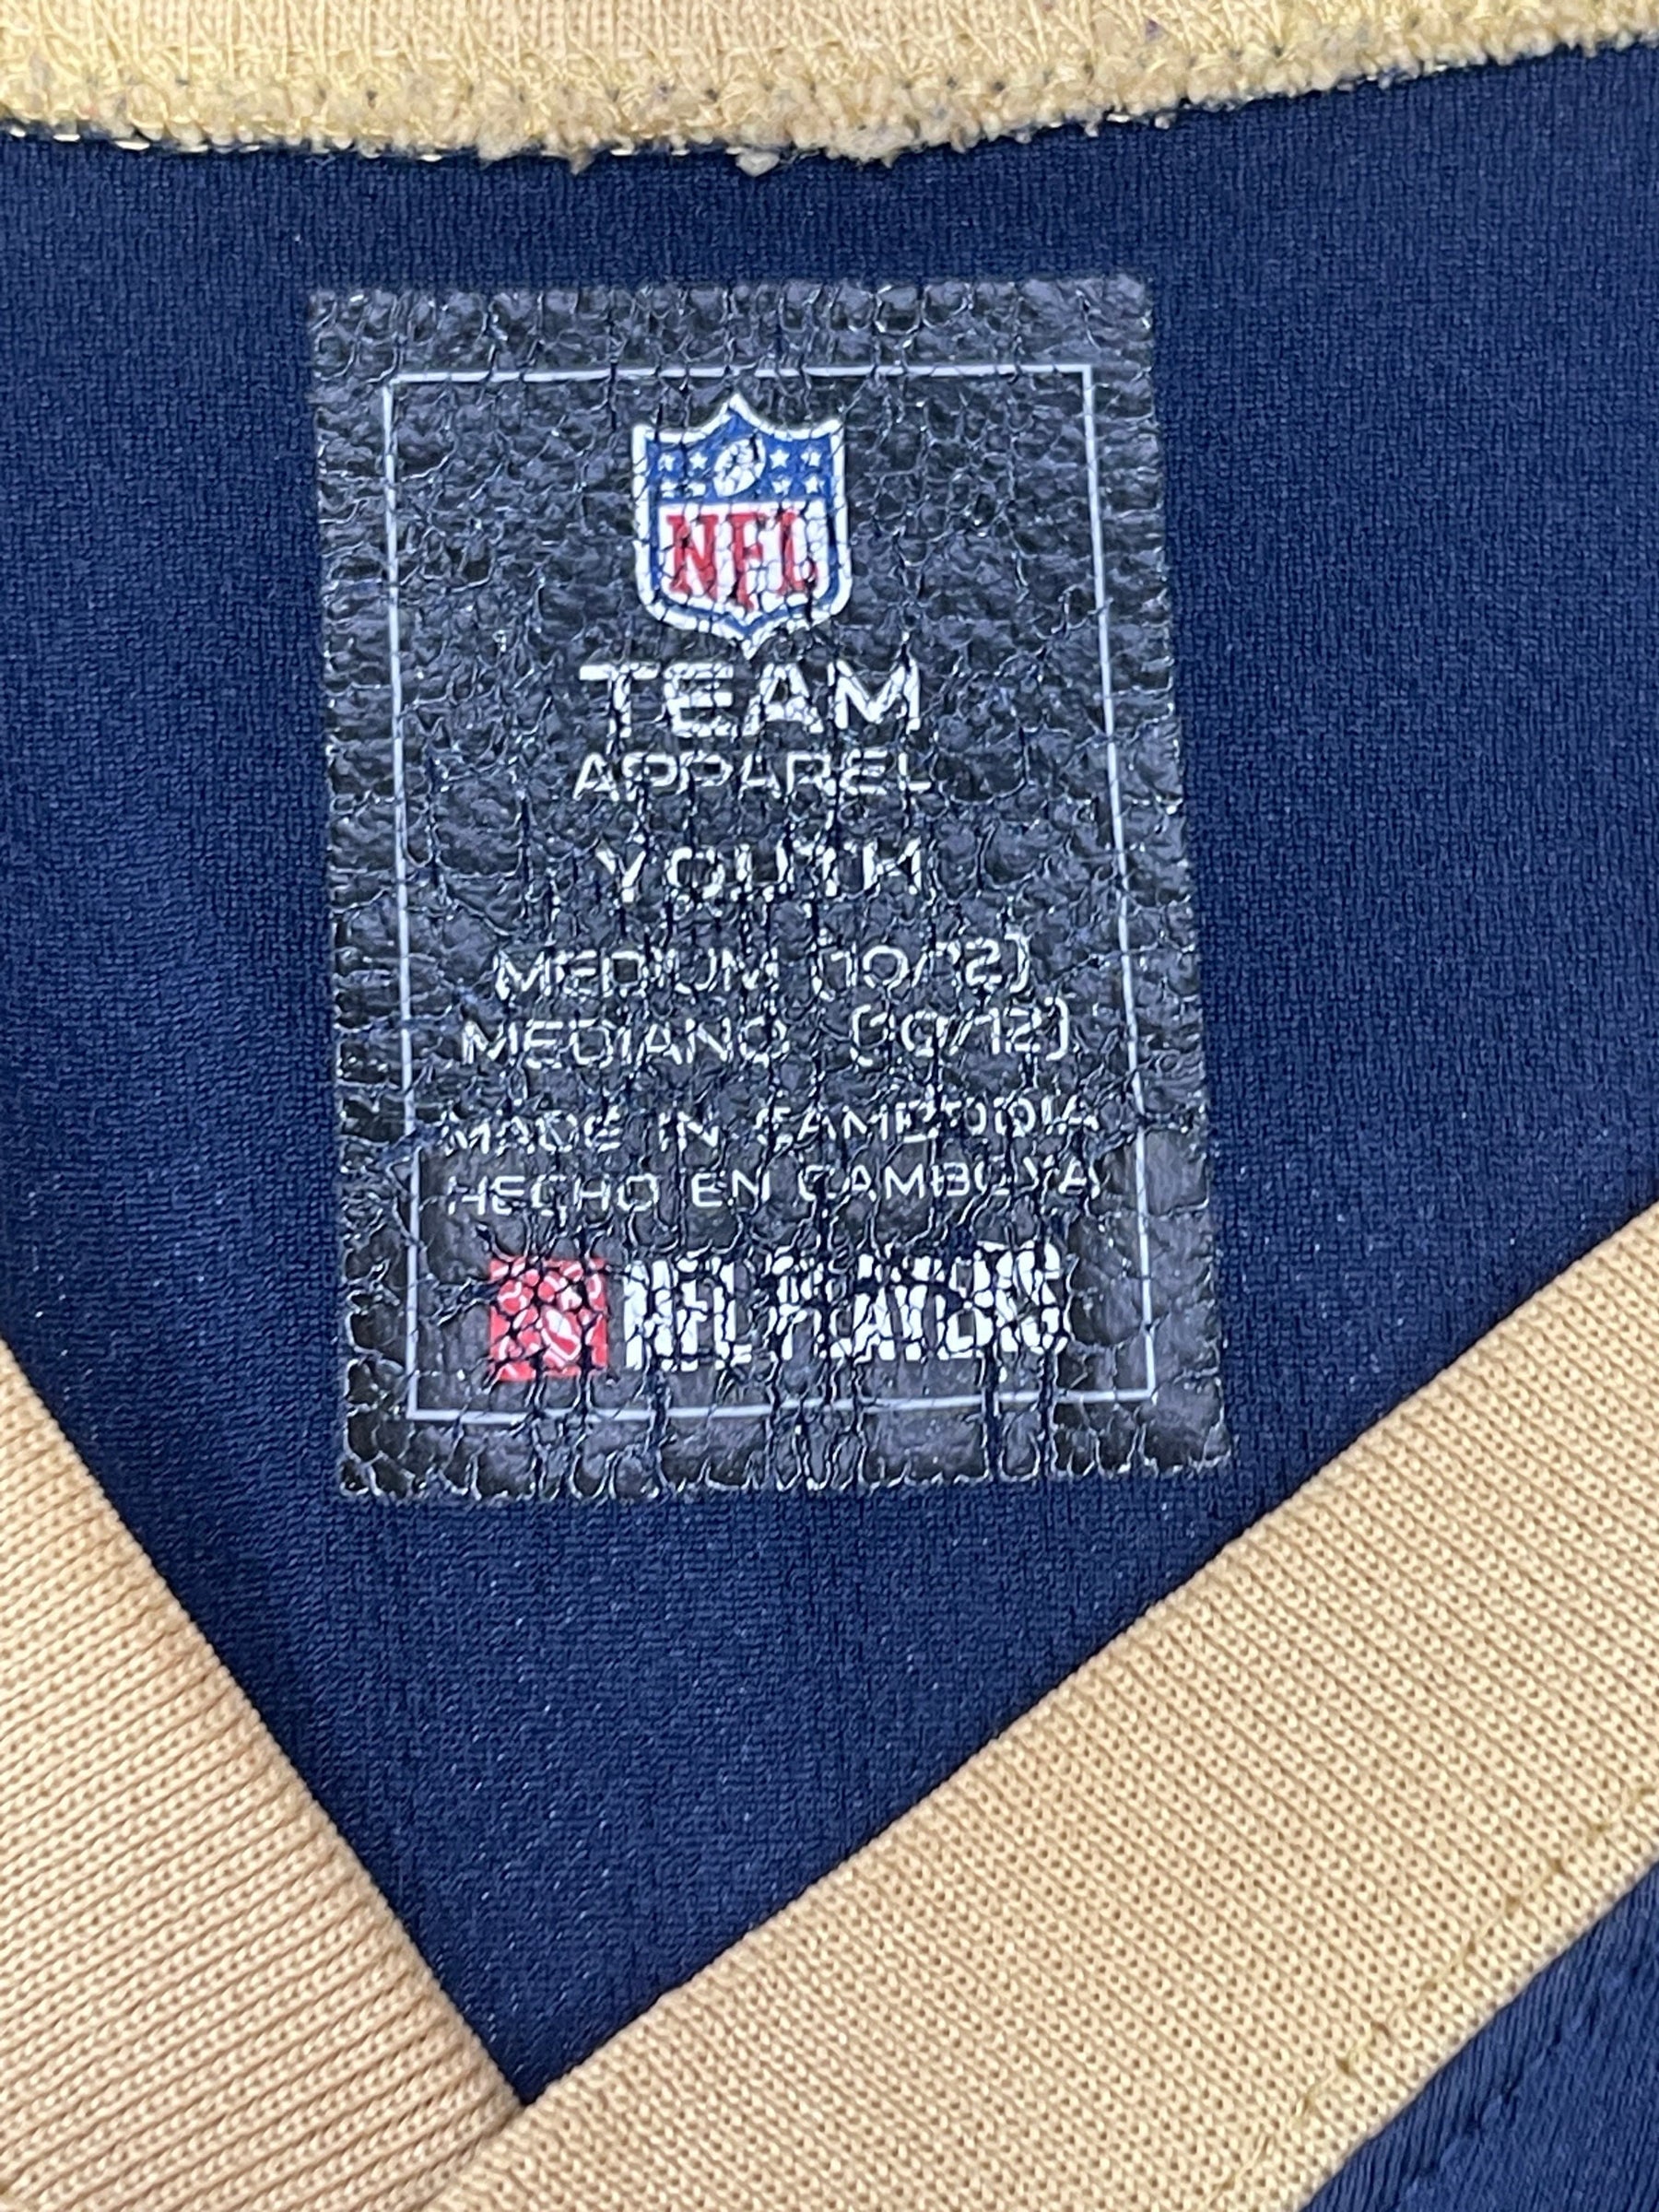 NFL
TEAM
APPAREL
YOUTH
MEDIUM (10/12)
MEDIANO (10/12)
MADE IN CAMBODIA
HECHO EN CAMBOYA
NFL PLAYERS